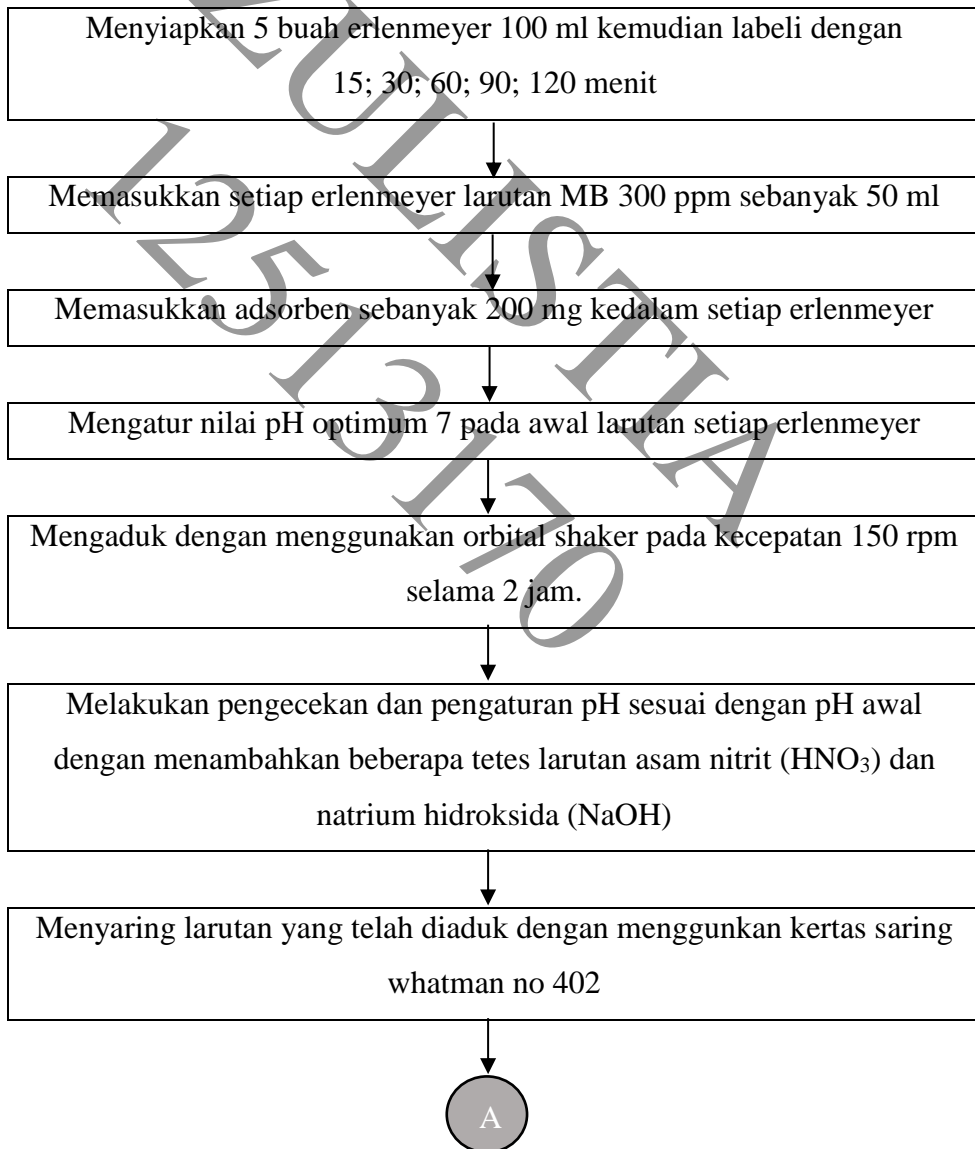 Menyiapkan 5 buah erlenmeyer 100 ml kemudian labeli dengan
15; 30; 60; 90; 120 menit
Memasukkan setiap erlenmeyer larutan MB 300 ppm sebanyak 50 ml
Memasukkan adsorben sebanyak 200 mg kedalam setiap erlenmeyer
Mengatur nilai pH optimum 7 pada awal larutan setiap erlenmeyer
Mengaduk dengan menggunakan orbital shaker pada kecepatan 150 rpm
selama 2 jam.
Melakukan pengecekan dan pengaturan pH sesuai dengan pH awal
dengan menambahkan beberapa tetes larutan asam nitrit (HNO₃) dan
natrium hidroksida (NaOH)
Menyaring larutan yang telah diaduk dengan menggunkan kertas saring
whatman no 402
A
ZULISTIA
12513170